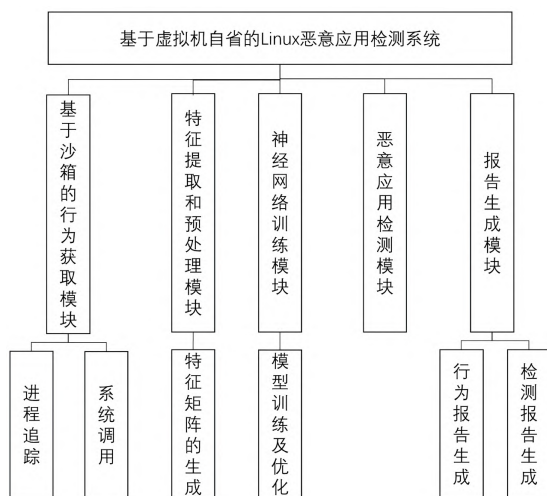 基于虚拟机自省的Linux恶意应用检测系统
基于沙箱的行为获取模块
特征提取和预处理模块
神经网络训练模块
恶意应用检测模块
报告生成模块
进程追踪
系统调用
特征矩阵的生成
模型训练及优化
行为报告生成
检测报告生成